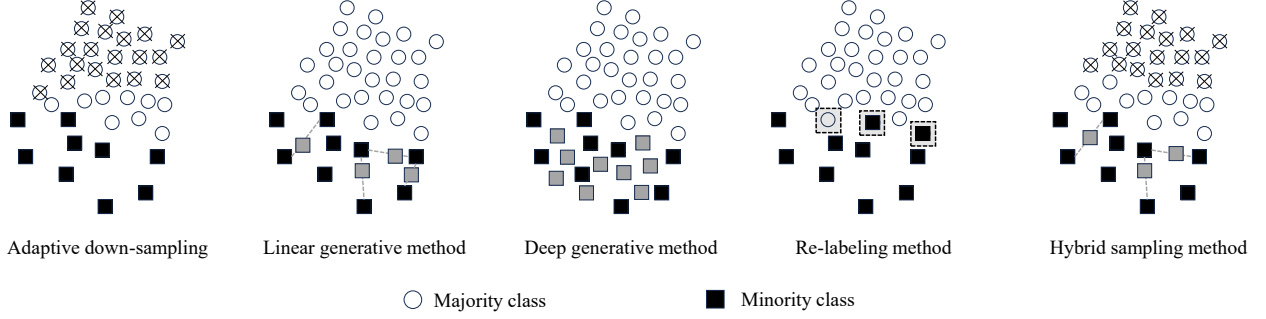 Adaptive down-sampling
Linear generative method
Deep generative method
Re-labeling method
Hybrid sampling method
Majority class
Minority class